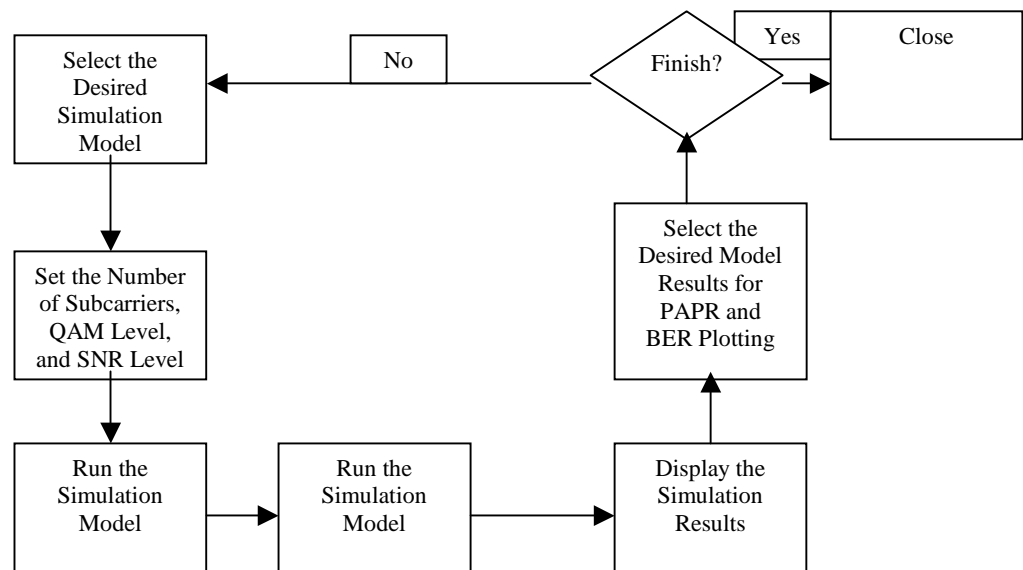 Select the
Desired
Simulation
Model
No
Finish?
Yes
Close
Set the Number
of Subcarriers,
QAM Level,
and SNR Level
Select the
Desired Model
Results for
PAPR and
BER Plotting
Run the
Simulation
Model
Run the
Simulation
Model
Display the
Simulation
Results